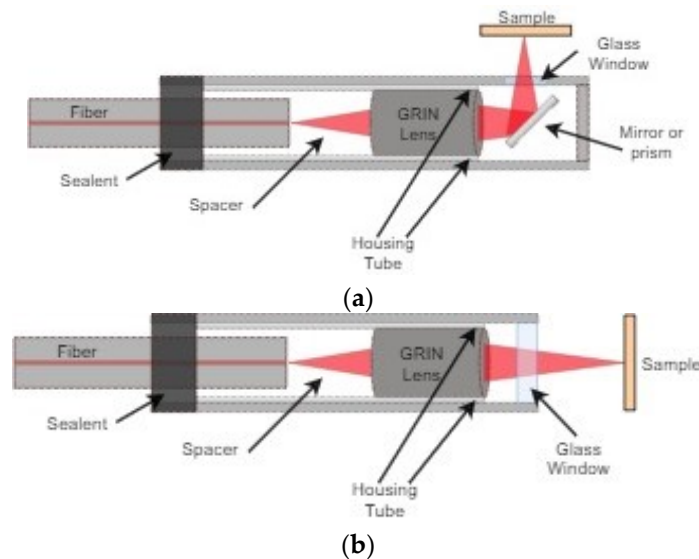 Sample
Glass
Window
Fiber
GRIN
Lens
Mirror or
prism
Sealent
Spacer
Housing
Tube
(a)
Fiber
GRIN
Lens
Sample
Sealent
Spacer
Glass
Window
Housing
Tube
(b)